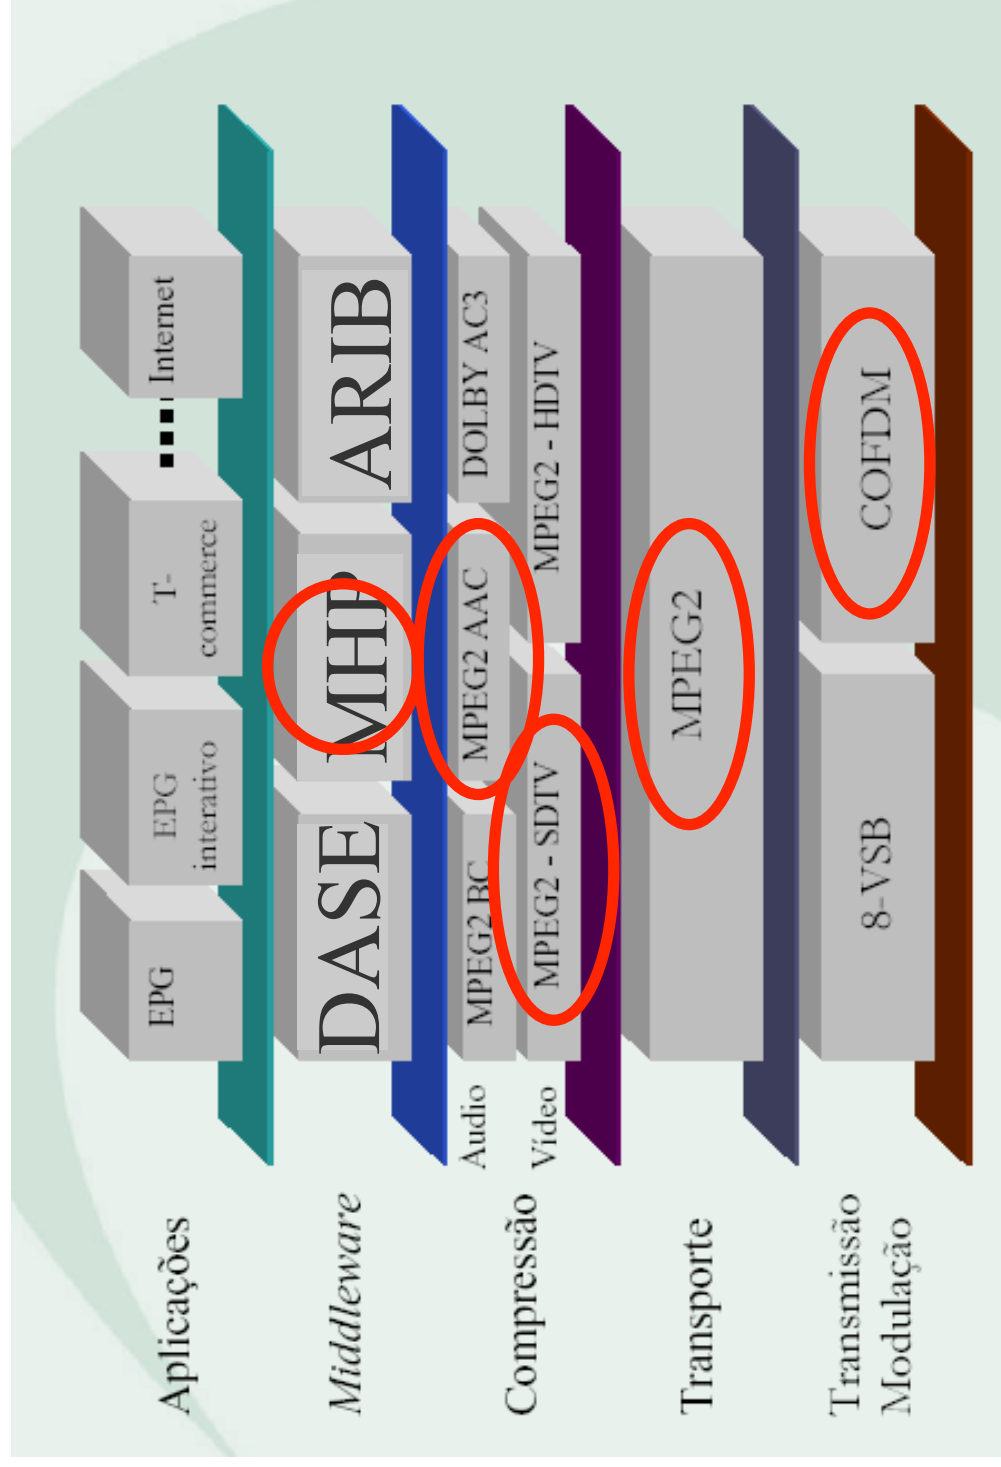 Aplicações
EPG
EPG
interativo
T-
commerce
Internet
Middleware
DASE
MHP
ARIB
Compressão
Audio
MPEG2 BC
MPEG2 AAC
DOLBY AC3
Vídeo
MPEG2 - SDTV
MPEG2 - HDTV
Transporte
MPEG2
Transmissão
Modulação
8-VSB
COFDM